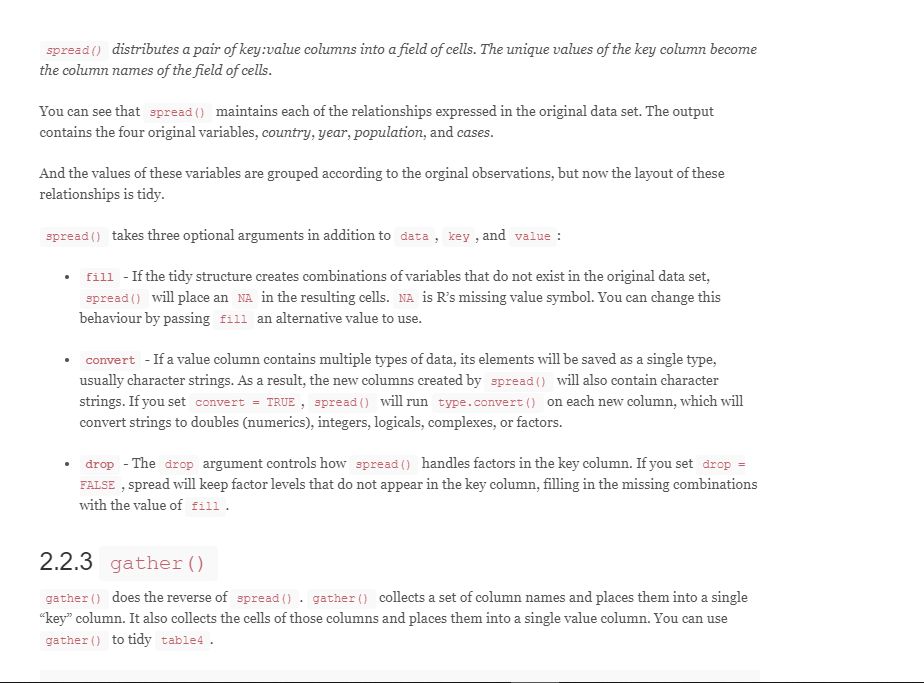 spread() distributes a pair of key:value columns into a field of cells. The unique values of the key column become
the column names of the field of cells.
You can see that spread() maintains each of the relationships expressed in the original data set. The output
contains the four original variables, country, year, population, and cases.
And the values of these variables are grouped according to the orginal observations, but now the layout of these
relationships is tidy.
spread() takes three optional arguments in addition to data , key , and value :
• fill - If the tidy structure creates combinations of variables that do not exist in the original data set,
spread() will place an NA in the resulting cells. NA is R’s missing value symbol. You can change this
behaviour by passing fill an alternative value to use.
• convert - If a value column contains multiple types of data, its elements will be saved as a single type,
usually character strings. As a result, the new columns created by spread() will also contain character
strings. If you set convert = TRUE , spread() will run type.convert() on each new column, which will
convert strings to doubles (numerics), integers, logicals, complexes, or factors.
• drop - The drop argument controls how spread() handles factors in the key column. If you set drop =
FALSE , spread will keep factor levels that do not appear in the key column, filling in the missing combinations
with the value of fill .
2.2.3 gather()
gather() does the reverse of spread() . gather() collects a set of column names and places them into a single
“key” column. It also collects the cells of those columns and places them into a single value column. You can use
gather() to tidy table4 .